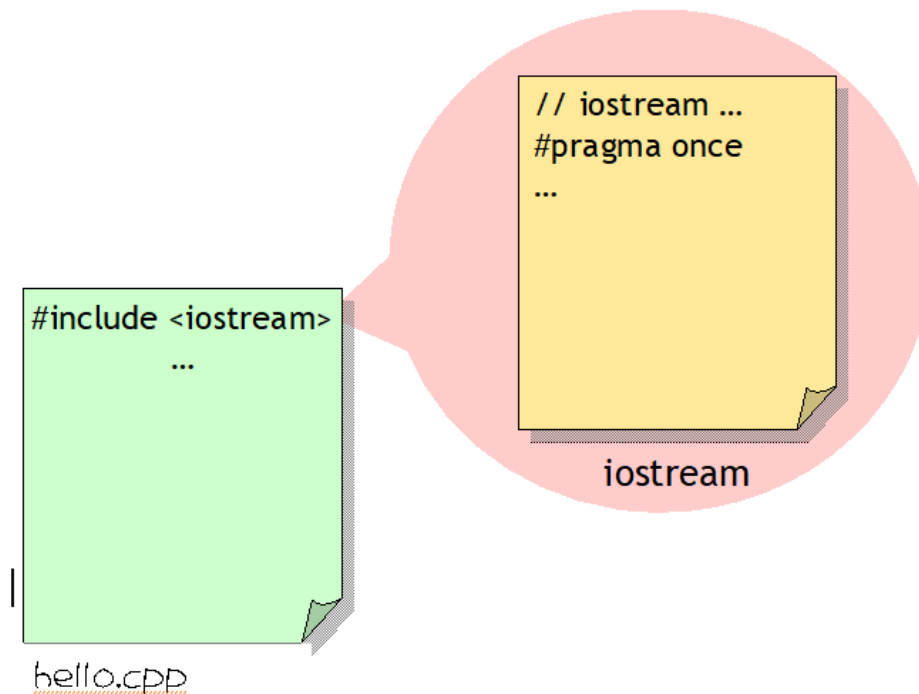 #include <iostream>
...
hello.cpp
// iostream ...
#pragma once
...
iostream